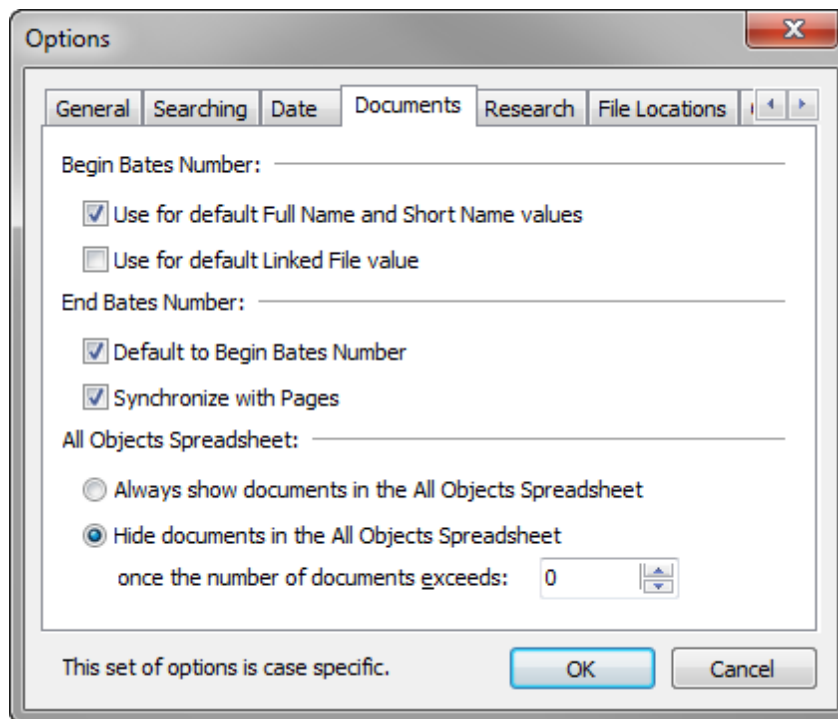 Options
General Searching Date Documents Research File Locations
Begin Bates Number:
Use for default Full Name and Short Name values
Use for default Linked File value
End Bates Number:
Default to Begin Bates Number
Synchronize with Pages
All Objects Spreadsheet:
Always show documents in the All Objects Spreadsheet
Hide documents in the All Objects Spreadsheet
once the number of documents exceeds: 0
This set of options is case specific. OK Cancel